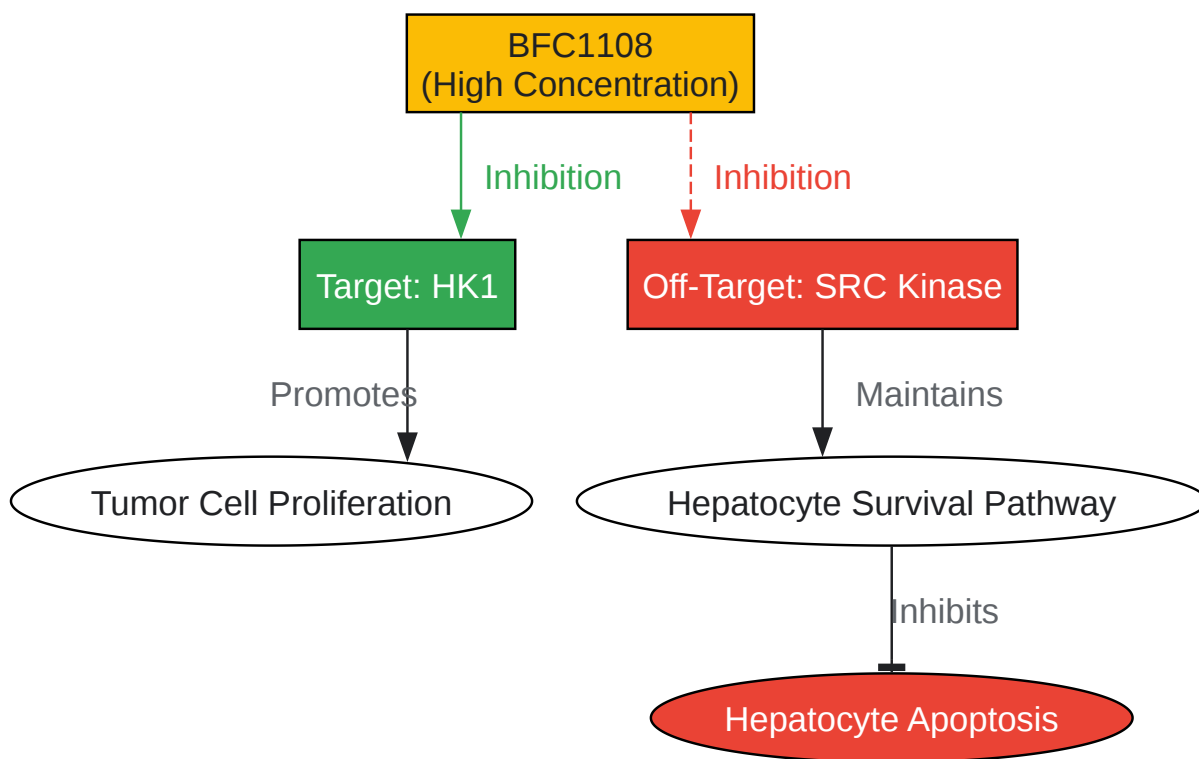 BFC1108
(High Concentration)
Inhibition
Inhibition
Target: HK1
Off-Target: SRC Kinase
Promotes
Maintains
Tumor Cell Proliferation
Hepatocyte Survival Pathway
Inhibits
Hepatocyte Apoptosis